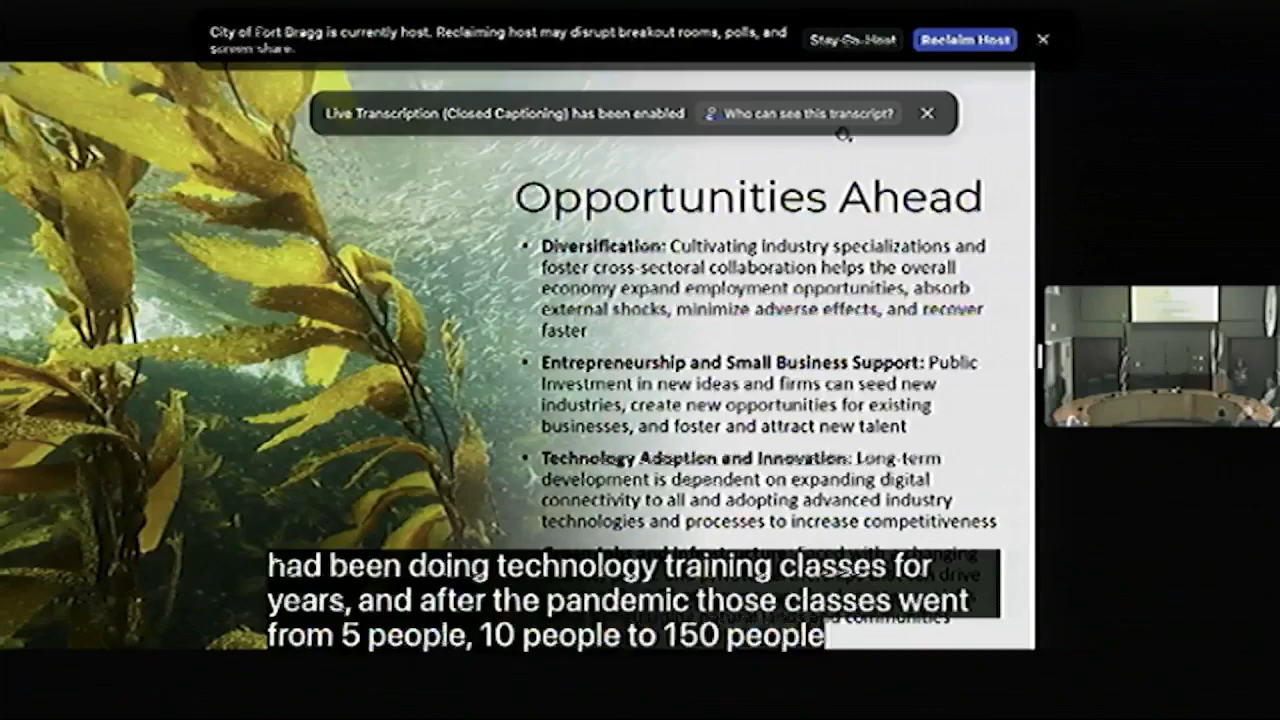 City of Fort Bragg is currently host. Reclaiming host may disrupt breakout rooms, polls, and
screen share.
Stay Co-Host
Reclaim Host
Live Transcription (Closed Captioning) has been enabled
Who can see this transcript?
Opportunities Ahead
• Diversification: Cultivating industry specializations and
foster cross-sectoral collaboration helps the overall
economy expand employment opportunities, absorb
external shocks, minimize adverse effects, and recover
faster
• Entrepreneurship and Small Business Support: Public
Investment in new ideas and firms can seed new
industries, create new opportunities for existing
businesses, and foster and attract new talent
• Technology Adoption and Innovation: Long-term
development is dependent on expanding digital
connectivity to all and adopting advanced industry
technologies and processes to increase competitiveness
had been doing technology training classes for
years, and after the pandemic those classes went
from 5 people, 10 people to 150 people